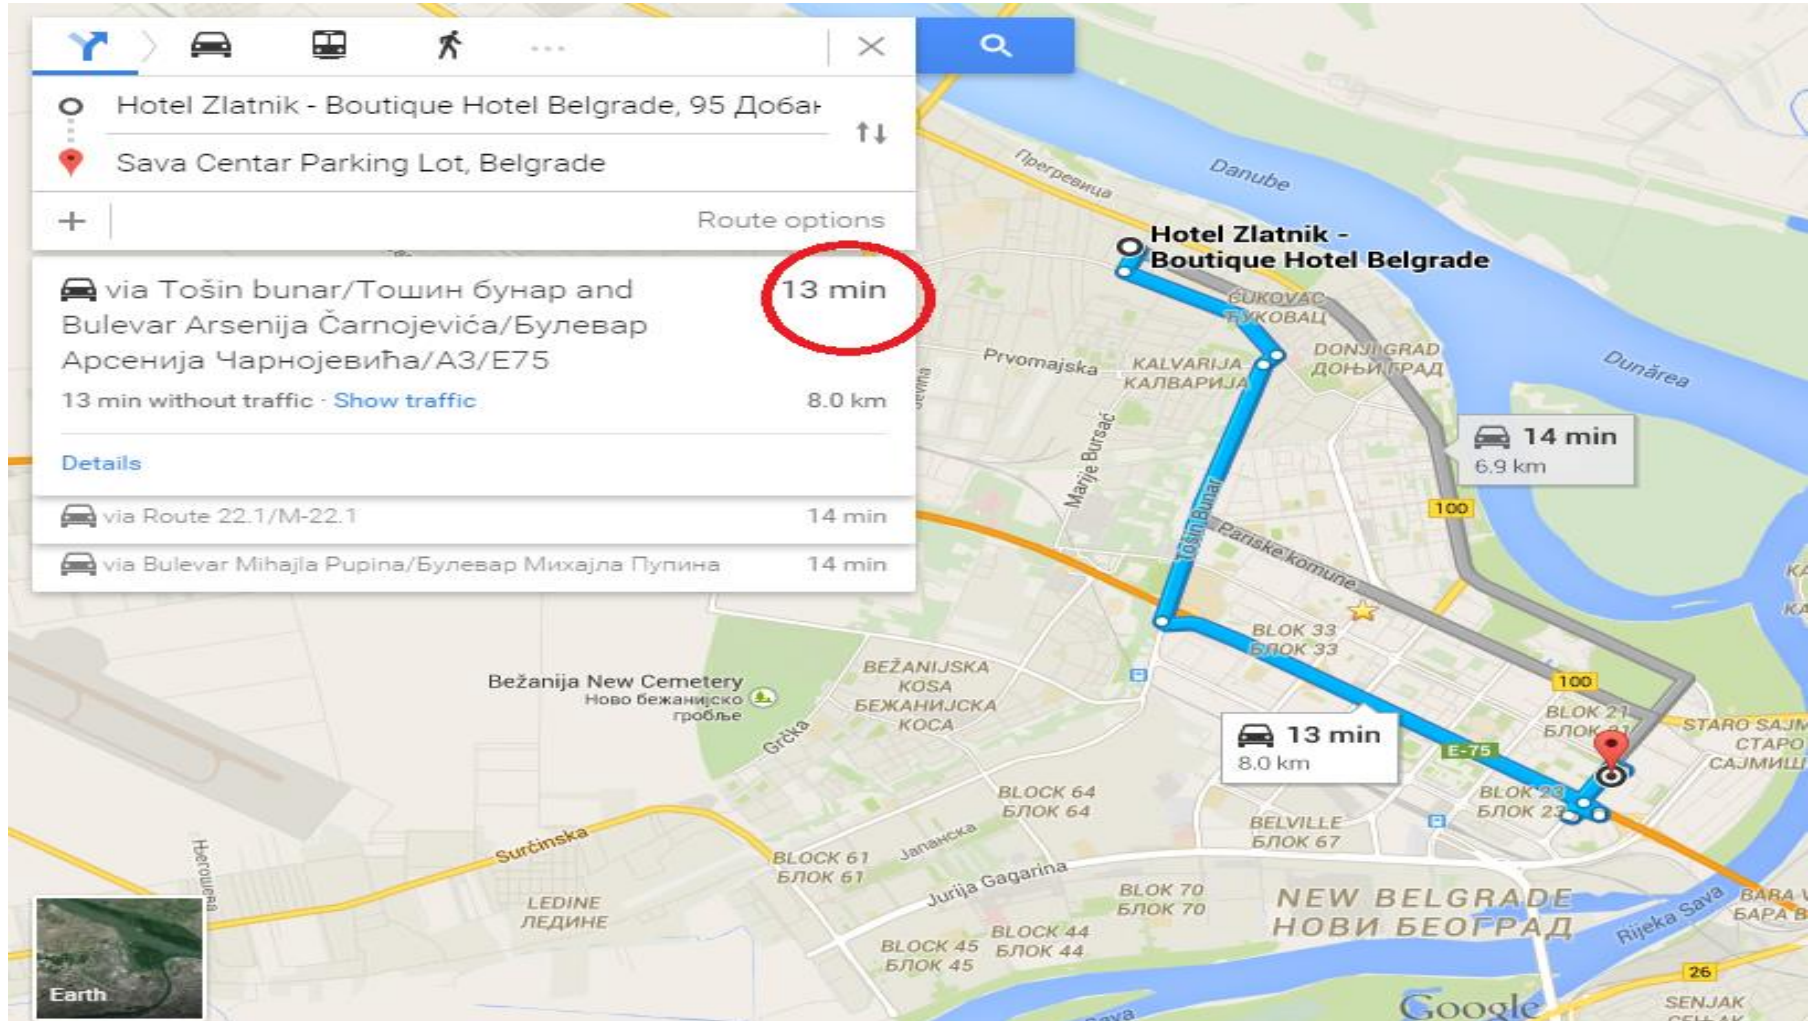 Hotel Zlatnik - Boutique Hotel Belgrade, 95 Добан
Sava Centar Parking Lot, Belgrade
Route options
via Tošin bunar/Тошин бунар and
Bulevar Arsenija Čarnojevića/Булевар
Арсенија Чарнојевића/A3/E75
13 min
13 min without traffic · Show traffic
8.0 km
Details
via Route 22.1/M-22.1
14 min
via Bulevar Mihajla Pupina/Булевар Михајла Пупина
14 min
Прегревица
Danube
Hotel Zlatnik -
Boutique Hotel Belgrade
ĆUKOVAC
ЋУКОВАЦ
Prvomajska
KALVARIJA
КАЛВАРИЈА
DONJI GRAD
ДОЊИ ГРАД
Dunărea
Marije Bursać
14 min
6.9 km
100
Tošin Bunar
Pariske komune
BLOK 33
БЛОК 33
Bežanija New Cemetery
Ново бежанијско
гробље
BEŽANIJSKA
KOSA
БЕЖАНИЈСКА
КОСА
Grčka
100
BLOK 21
БЛОК 21
STARO SAJM
СТАРО
САЈМИШ
13 min
8.0 km
E-75
BLOCK 64
БЛОК 64
BLOK 23
БЛОК 23
BELVILLE
БЛОК 67
Surčinska
Његошева
BLOCK 61
БЛОК 61
Јапанска
Jurija Gagarina
BLOK 70
БЛОК 70
NEW BELGRADE
НОВИ БЕОГРАД
LEDINE
ЛЕДИНЕ
BLOCK 44
БЛОК 44
BLOCK 45
БЛОК 45
Rijeka Sava
BARA V
БАРА В
26
Earth
Google
SENJAK